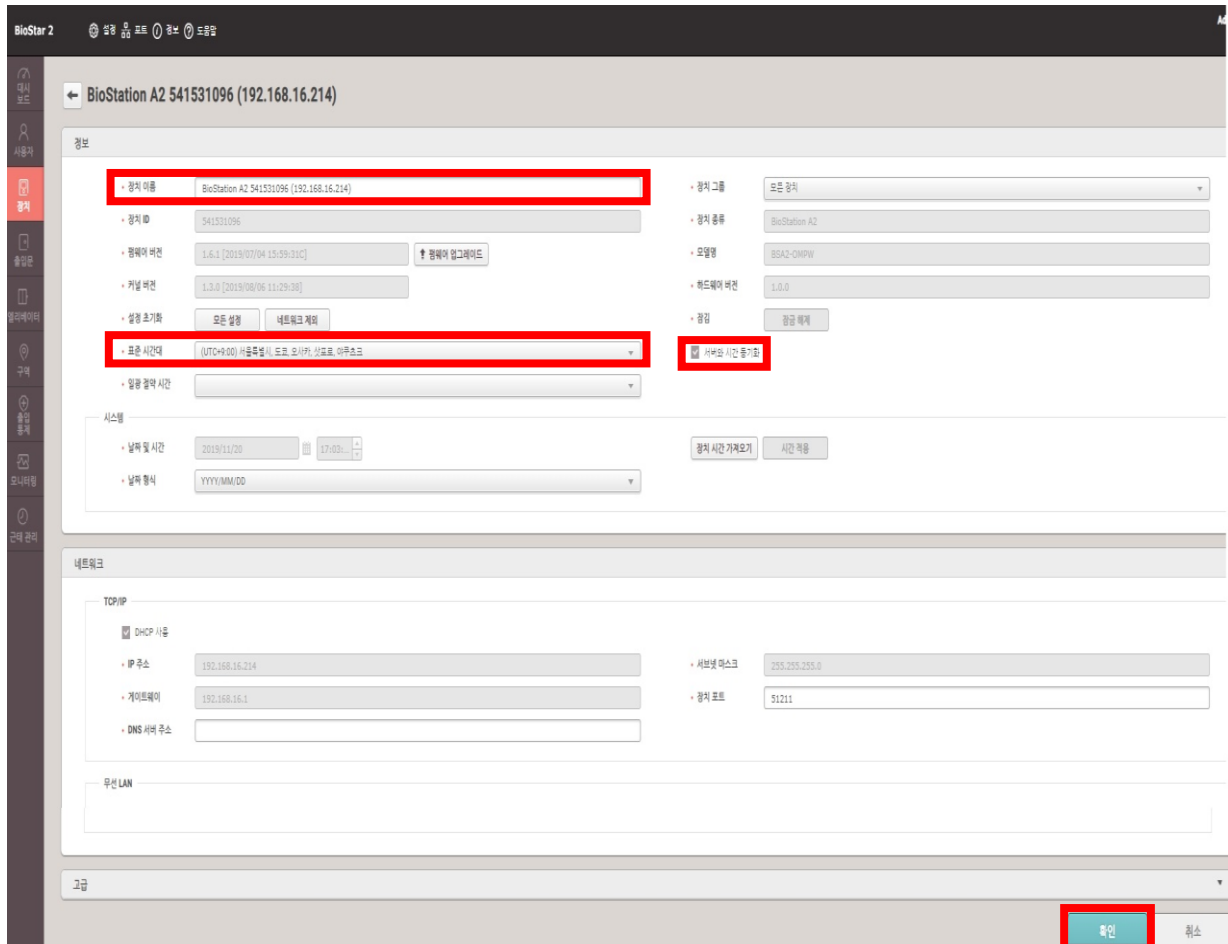 BioStar 2 설정 포트 정보 도움말 Ad
대시
보드
사용자
장치
출입문
엘리베이터
구역
출입
통제
모니터링
근태 관리
BioStation A2 541531096 (192.168.16.214)
정보
• 장치 이름 BioStation A2 541531096 (192.168.16.214) • 장치 그룹 모든 장치
• 장치 ID 541531096 • 장치 종류 BioStation A2
• 펌웨어 버전 1.6.1 [2019/07/04 15:59:31C] 펌웨어 업그레이드 • 모델명 BSA2-OMPW
• 커널 버전 1.3.0 [2019/08/06 11:29:38] • 하드웨어 버전 1.0.0
• 설정 초기화 모든 설정 네트워크 제외 • 잠김 잠금 해제
• 표준 시간대 (UTC+9:00) 서울특별시, 도쿄, 오사카, 삿포로, 야쿠츠크 서버와 시간 동기화
• 일광 절약 시간
시스템
• 날짜 및 시간 2019/11/20 17:03:... 장치 시간 가져오기 시간 적용
• 날짜 형식 YYYY/MM/DD
네트워크
TCP/IP
DHCP 사용
• IP 주소 192.168.16.214 • 서브넷 마스크 255.255.255.0
• 게이트웨이 192.168.16.1 • 장치 포트 51211
• DNS 서버 주소
무선 LAN
고급
확인 취소